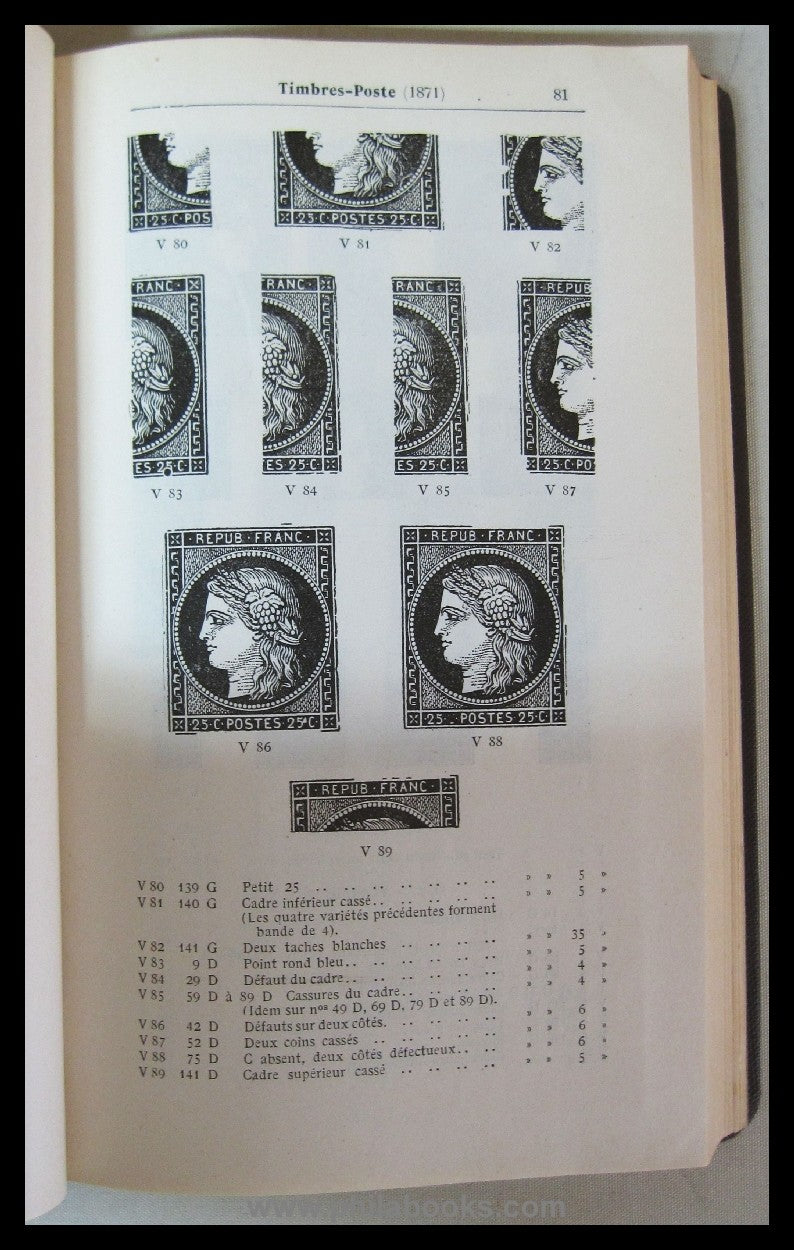 Timbres-Poste (1871) 81
25·C·POS
·25·C·POSTES 25·C·
V 80 V 81 V 82
RANC· RANC· RANC ·REPUB
ES 25·C· ES 25·C· ES 25·C· ·25·C·PO
V 83 V 84 V 85 V 87
·REPUB·FRANC· ·REPUB·FRANC·
·25·C·POSTES 25·C· ·25·. POSTES 25·C·
V 86 V 88
·REPUB·FRANC·
V 89
V 80 139 G Petit 25 .. .. .. .. .. .. .. » » 5 »
V 81 140 G Cadre inférieur cassé.. .. .. .. .. » » 5 »
(Les quatre variétés précédentes forment
bande de 4). » » 35 »
V 82 141 G Deux taches blanches .. .. .. .. » » 5 »
V 83 9 D Point rond bleu.. .. .. .. .. .. » » 4 »
V 84 29 D Défaut du cadre.. .. .. .. .. .. » » 4 »
V 85 59 D à 89 D Cassures du cadre.. .. .. ..
(Idem sur nos 49 D, 69 D, 79 D et 89 D). » » 6 »
V 86 42 D Défauts sur deux côtés. .. .. .. .. » » 6 »
V 87 52 D Deux coins cassés .. .. .. .. .. » » 6 »
V 88 75 D C absent, deux côtés défectueux.. .. » » 5 »
V 89 141 D Cadre supérieur cassé .. .. .. ..